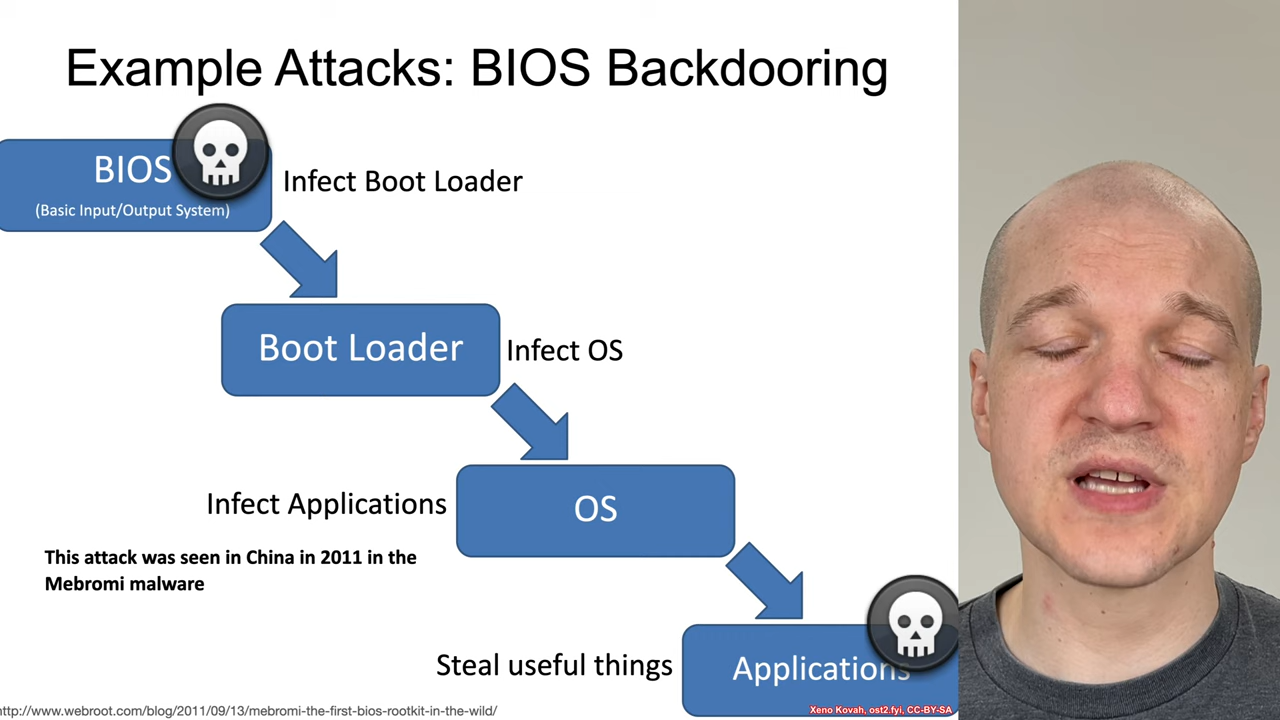 Example Attacks: BIOS Backdooring
BIOS
(Basic Input/Output System)
Infect Boot Loader
Boot Loader
Infect OS
Infect Applications
OS
This attack was seen in China in 2011 in the
Mebromi malware
Steal useful things
Applications
http://www.webroot.com/blog/2011/09/13/mebromi-the-first-bios-rootkit-in-the-wild/
Xeno Kovah, ost2.fyi, CC-BY-SA